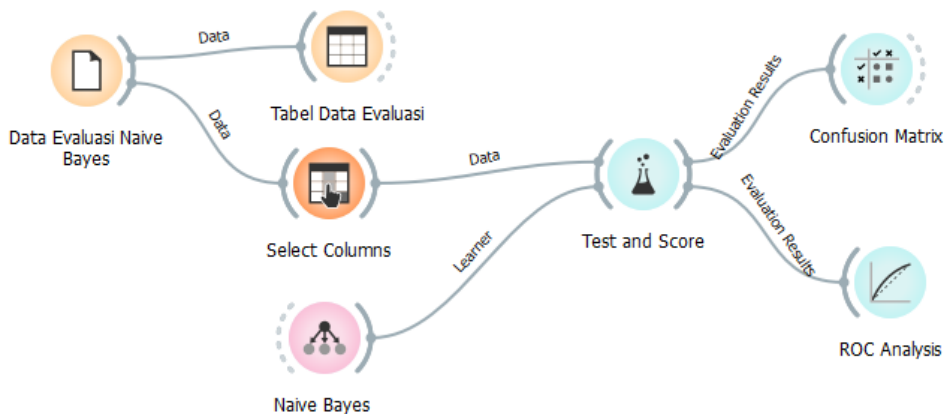 Data
Tabel Data Evaluasi
Data Evaluasi Naive
Bayes
Data
Select Columns
Data
Learner
Naive Bayes
Test and Score
Evaluation Results
Confusion Matrix
Evaluation Results
ROC Analysis